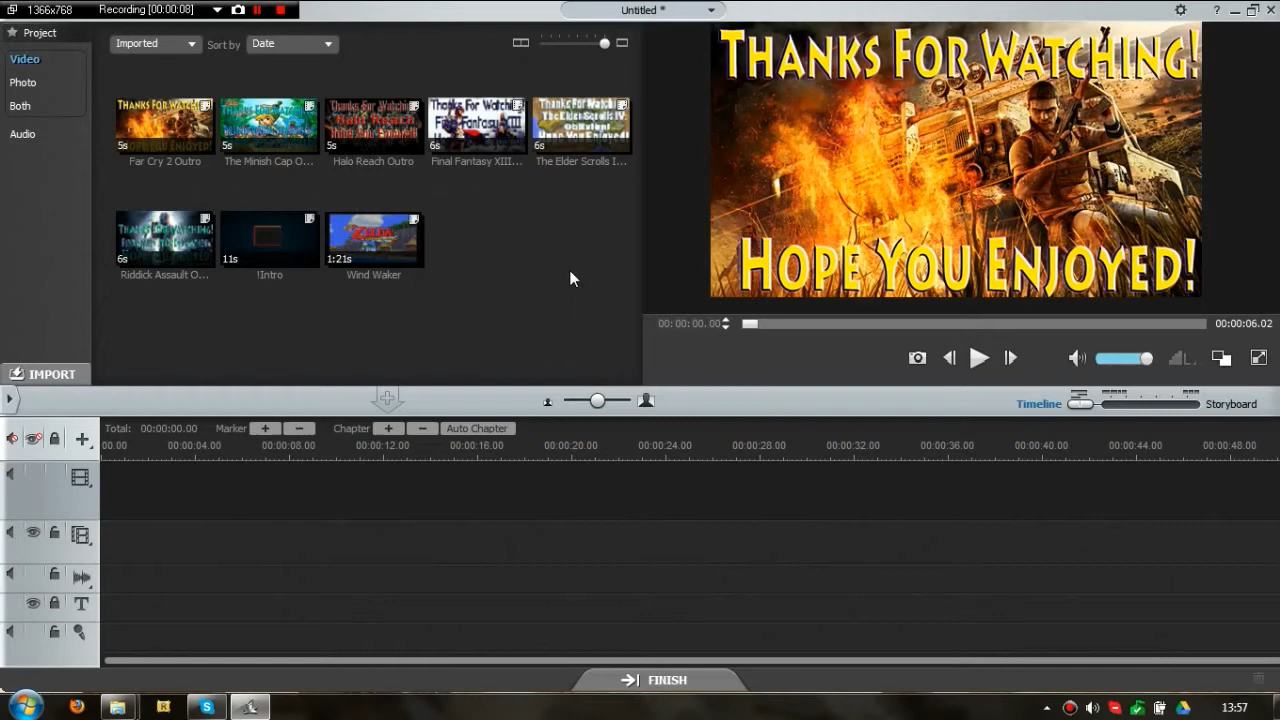 1366x768 Recording [00:00:08] Untitled *
Project
Video
Photo
Both
Audio
Imported Sort by Date
5s 5s 5s 6s 6s
Far Cry 2 Outro The Minish Cap O... Halo Reach Outro Final Fantasy XIII... The Elder Scrolls I...
6s 11s 1:21s
Riddick Assault O... !Intro Wind Waker
THANKS FOR WATCHING!
HOPE YOU ENJOYED!
00:00:00.00 00:00:06.02
IMPORT
Timeline Storyboard
Total: 00:00:00.00 Marker + − Chapter + − Auto Chapter
00.00 00:00:04.00 00:00:08.00 00:00:12.00 00:00:16.00 00:00:20.00 00:00:24.00 00:00:28.00 00:00:32.00 00:00:36.00 00:00:40.00 00:00:44.00 00:00:48.00
T
FINISH
13:57